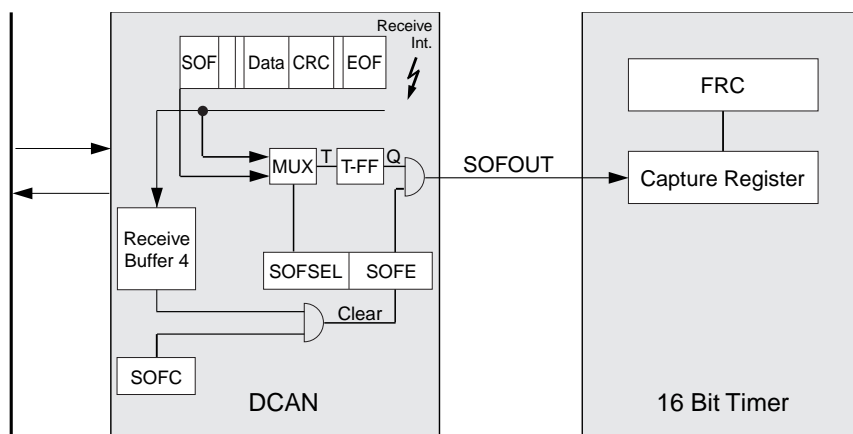 Receive
Int.
SOF
Data
CRC
EOF
FRC
MUX
T
T-FF
Q
SOFOUT
Capture Register
Receive
Buffer 4
SOFSEL
SOFE
Clear
SOFC
DCAN
16 Bit Timer